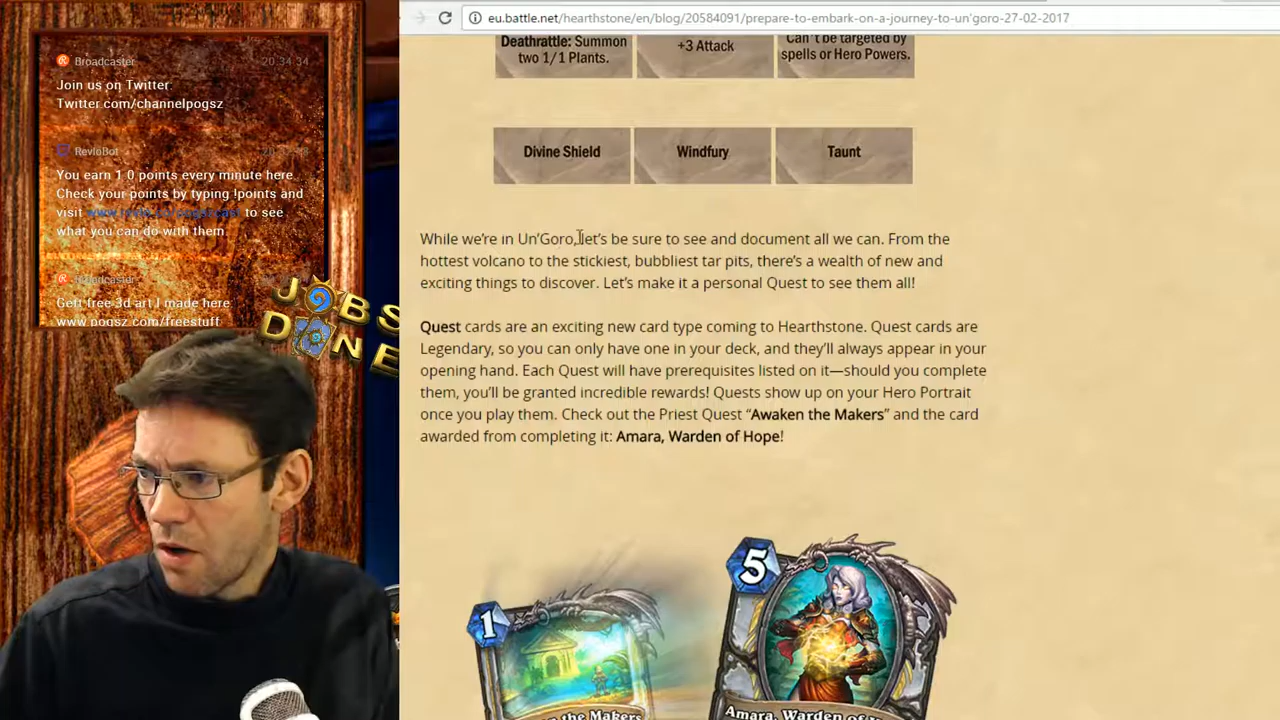 eu.battle.net/hearthstone/en/blog/20584091/prepare-to-embark-on-a-journey-to-un'goro-27-02-2017
Broadcaster 20:34:34
Join us on Twitter:
Twitter.com/channelpogsz
RevloBot
You earn 1 0 points every minute here
Check your points by typing !points and
visit to see
what you can do with them.
Broadcaster
Gett free 3d art I made here
www.pogsz.com/freestuff
JOBS
DONE
Deathrattle: Summon
two 1/1 Plants.
+3 Attack
Can't be targeted by
spells or Hero Powers.
Divine Shield
Windfury
Taunt
While we're in Un'Goro, let's be sure to see and document all we can. From the
hottest volcano to the stickiest, bubbliest tar pits, there's a wealth of new and
exciting things to discover. Let's make it a personal Quest to see them all!
Quest cards are an exciting new card type coming to Hearthstone. Quest cards are
Legendary, so you can only have one in your deck, and they'll always appear in your
opening hand. Each Quest will have prerequisites listed on it—should you complete
them, you'll be granted incredible rewards! Quests show up on your Hero Portrait
once you play them. Check out the Priest Quest “Awaken the Makers” and the card
awarded from completing it: Amara, Warden of Hope!
1
the Makers
5
Amara, Warden of